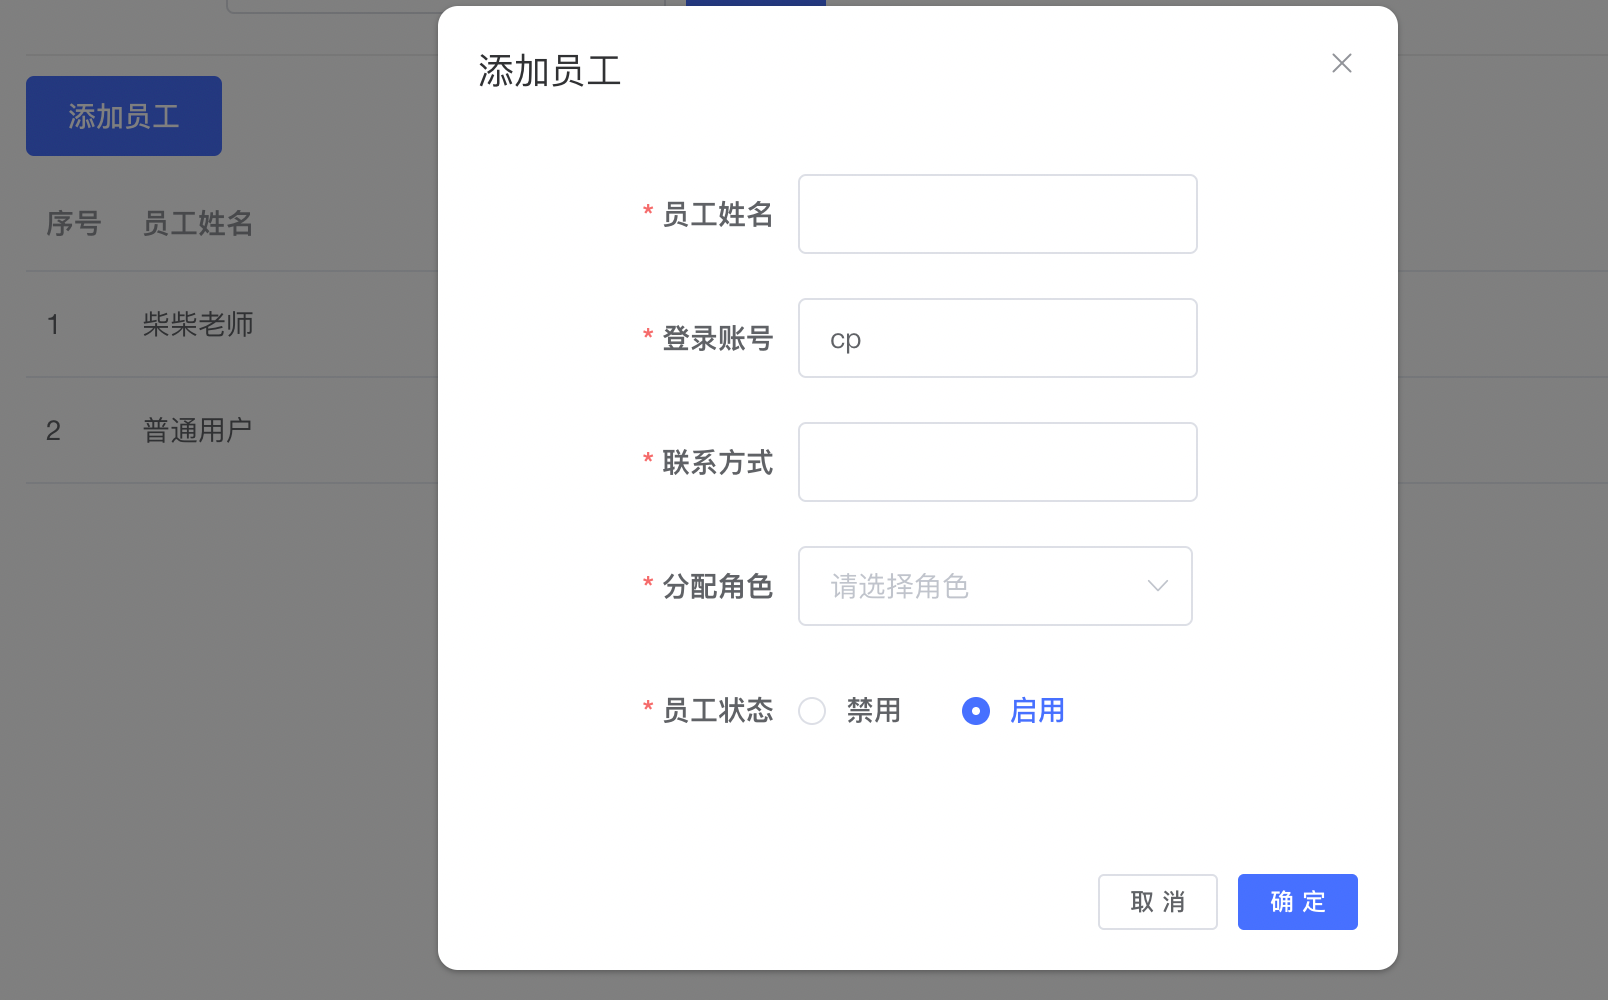 添加员工
添加员工
序号 员工姓名
1 柴柴老师
2 普通用户
* 员工姓名
* 登录账号 cp
* 联系方式
* 分配角色 请选择角色
* 员工状态 禁用 启用
取 消 确 定